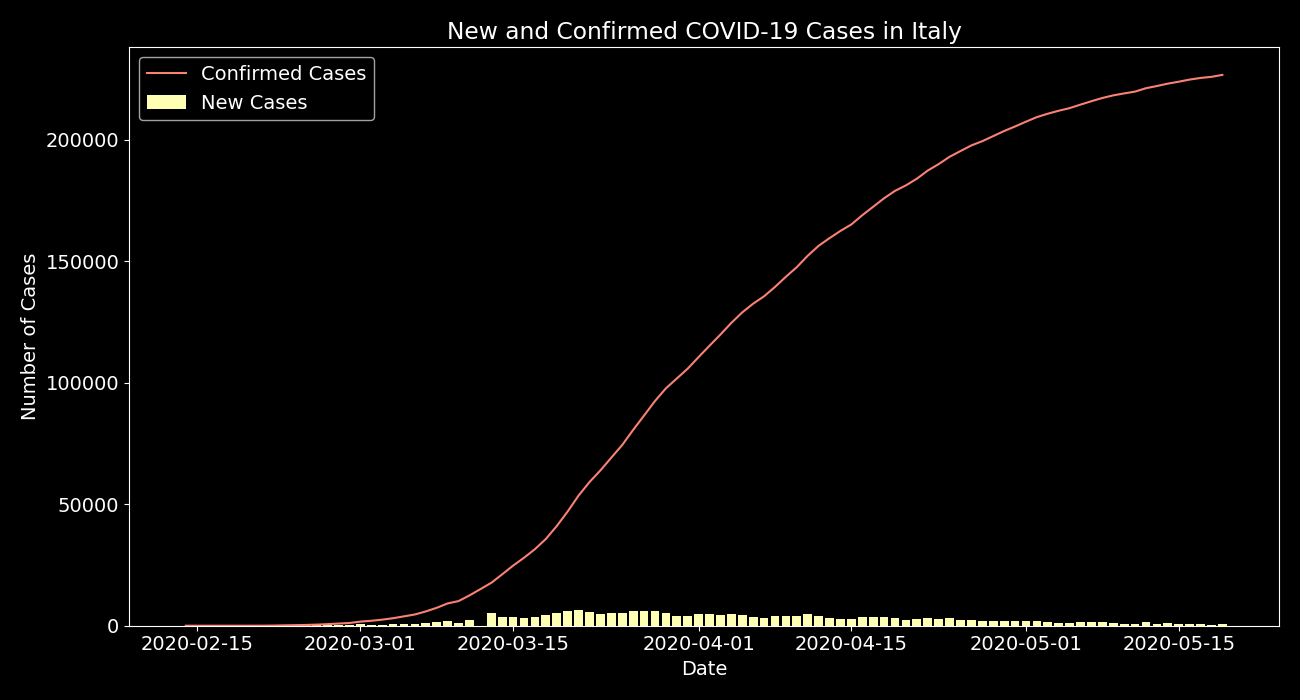 New and Confirmed COVID-19 Cases in Italy
Confirmed Cases
New Cases
Number of Cases
200000
150000
100000
50000
0
2020-02-15 2020-03-01 2020-03-15 2020-04-01 2020-04-15 2020-05-01 2020-05-15
Date